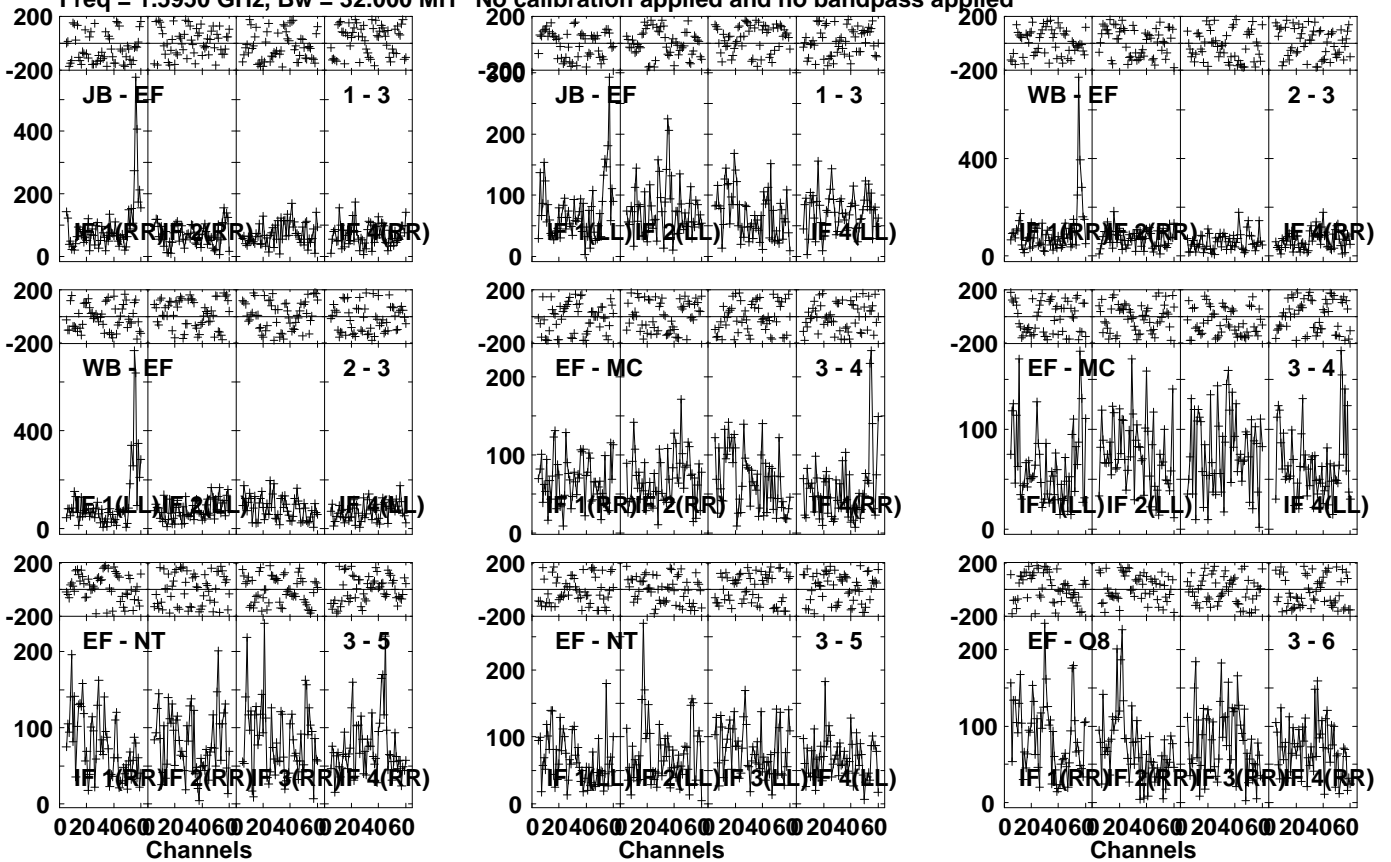 Freq = 1.5950 GHz, Bw = 32.000 MH No calibration applied and no bandpass applied
200
-200
JB - EF 1 - 3
400
200
0
IF 1(RR) IF 2(RR) IF 4(RR)
-200
300
JB - EF 1 - 3
200
100
0
IF 1(LL) IF 2(LL) IF 4(LL)
200
-200
WB - EF 2 - 3
400
0
IF 1(RR) IF 2(RR) IF 4(RR)
200
-200
WB - EF 2 - 3
400
0
IF 1(LL) IF 2(LL) IF 4(LL)
200
-200
EF - MC 3 - 4
200
100
0
IF 1(RR) IF 2(RR) IF 4(RR)
200
-200
EF - MC 3 - 4
100
0
IF 1(LL) IF 2(LL) IF 4(LL)
200
-200
EF - NT 3 - 5
200
100
0
IF 1(RR) IF 2(RR) IF 3(RR) IF 4(RR)
0 20 40 60 0 20 40 60 0 20 40 60 0 20 40 60
Channels
200
-200
EF - NT 3 - 5
200
100
0
IF 1(LL) IF 2(LL) IF 3(LL) IF 4(LL)
0 20 40 60 0 20 40 60 0 20 40 60 0 20 40 60
Channels
200
-200
EF - O8 3 - 6
200
100
0
IF 1(RR) IF 2(RR) IF 3(RR) IF 4(RR)
0 20 40 60 0 20 40 60 0 20 40 60 0 20 40 60
Channels